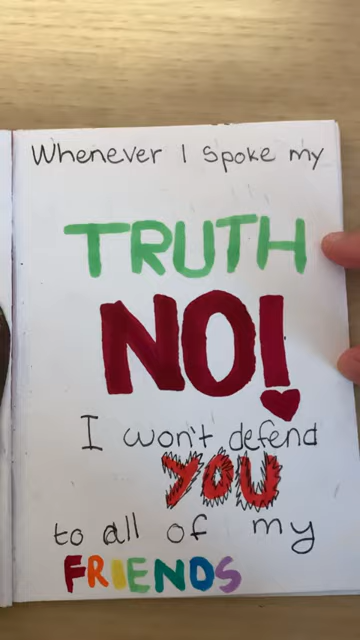 Whenever I spoke my
TRUTH
NO!
I won't defend
YOU
to all of my
FRIENDS